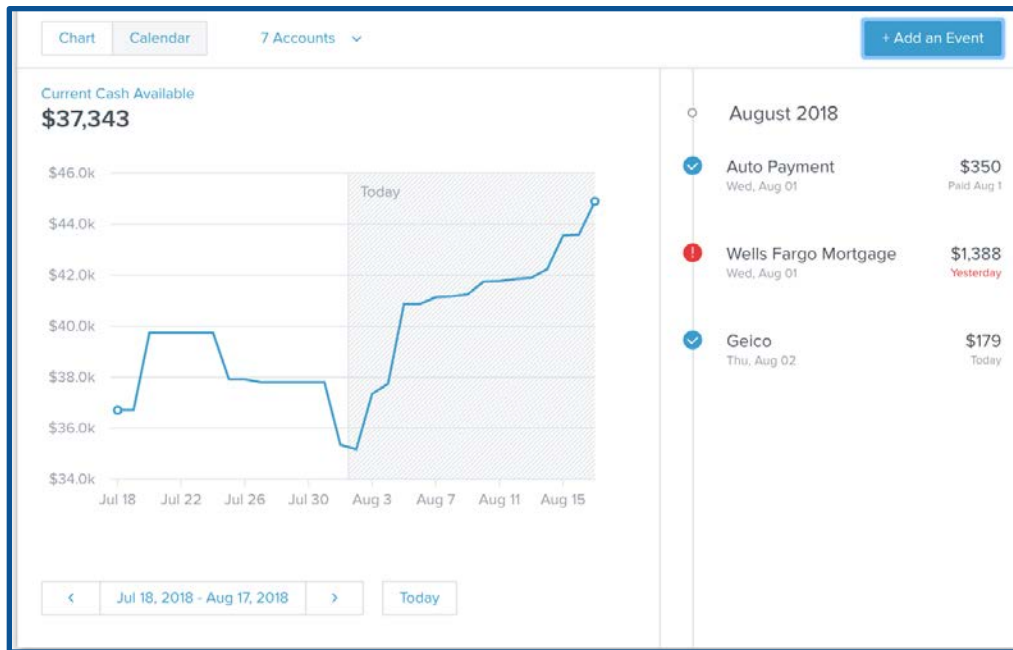 Chart Calendar 7 Accounts + Add an Event
Current Cash Available
$37,343
$46.0k
$44.0k
$42.0k
$40.0k
$38.0k
$36.0k
$34.0k
Today
Jul 18 Jul 22 Jul 26 Jul 30 Aug 3 Aug 7 Aug 11 Aug 15
< Jul 18, 2018 - Aug 17, 2018 > Today
August 2018
Auto Payment $350
Wed, Aug 01 Paid Aug 1
Wells Fargo Mortgage $1,388
Wed, Aug 01 Yesterday
Geico $179
Thu, Aug 02 Today